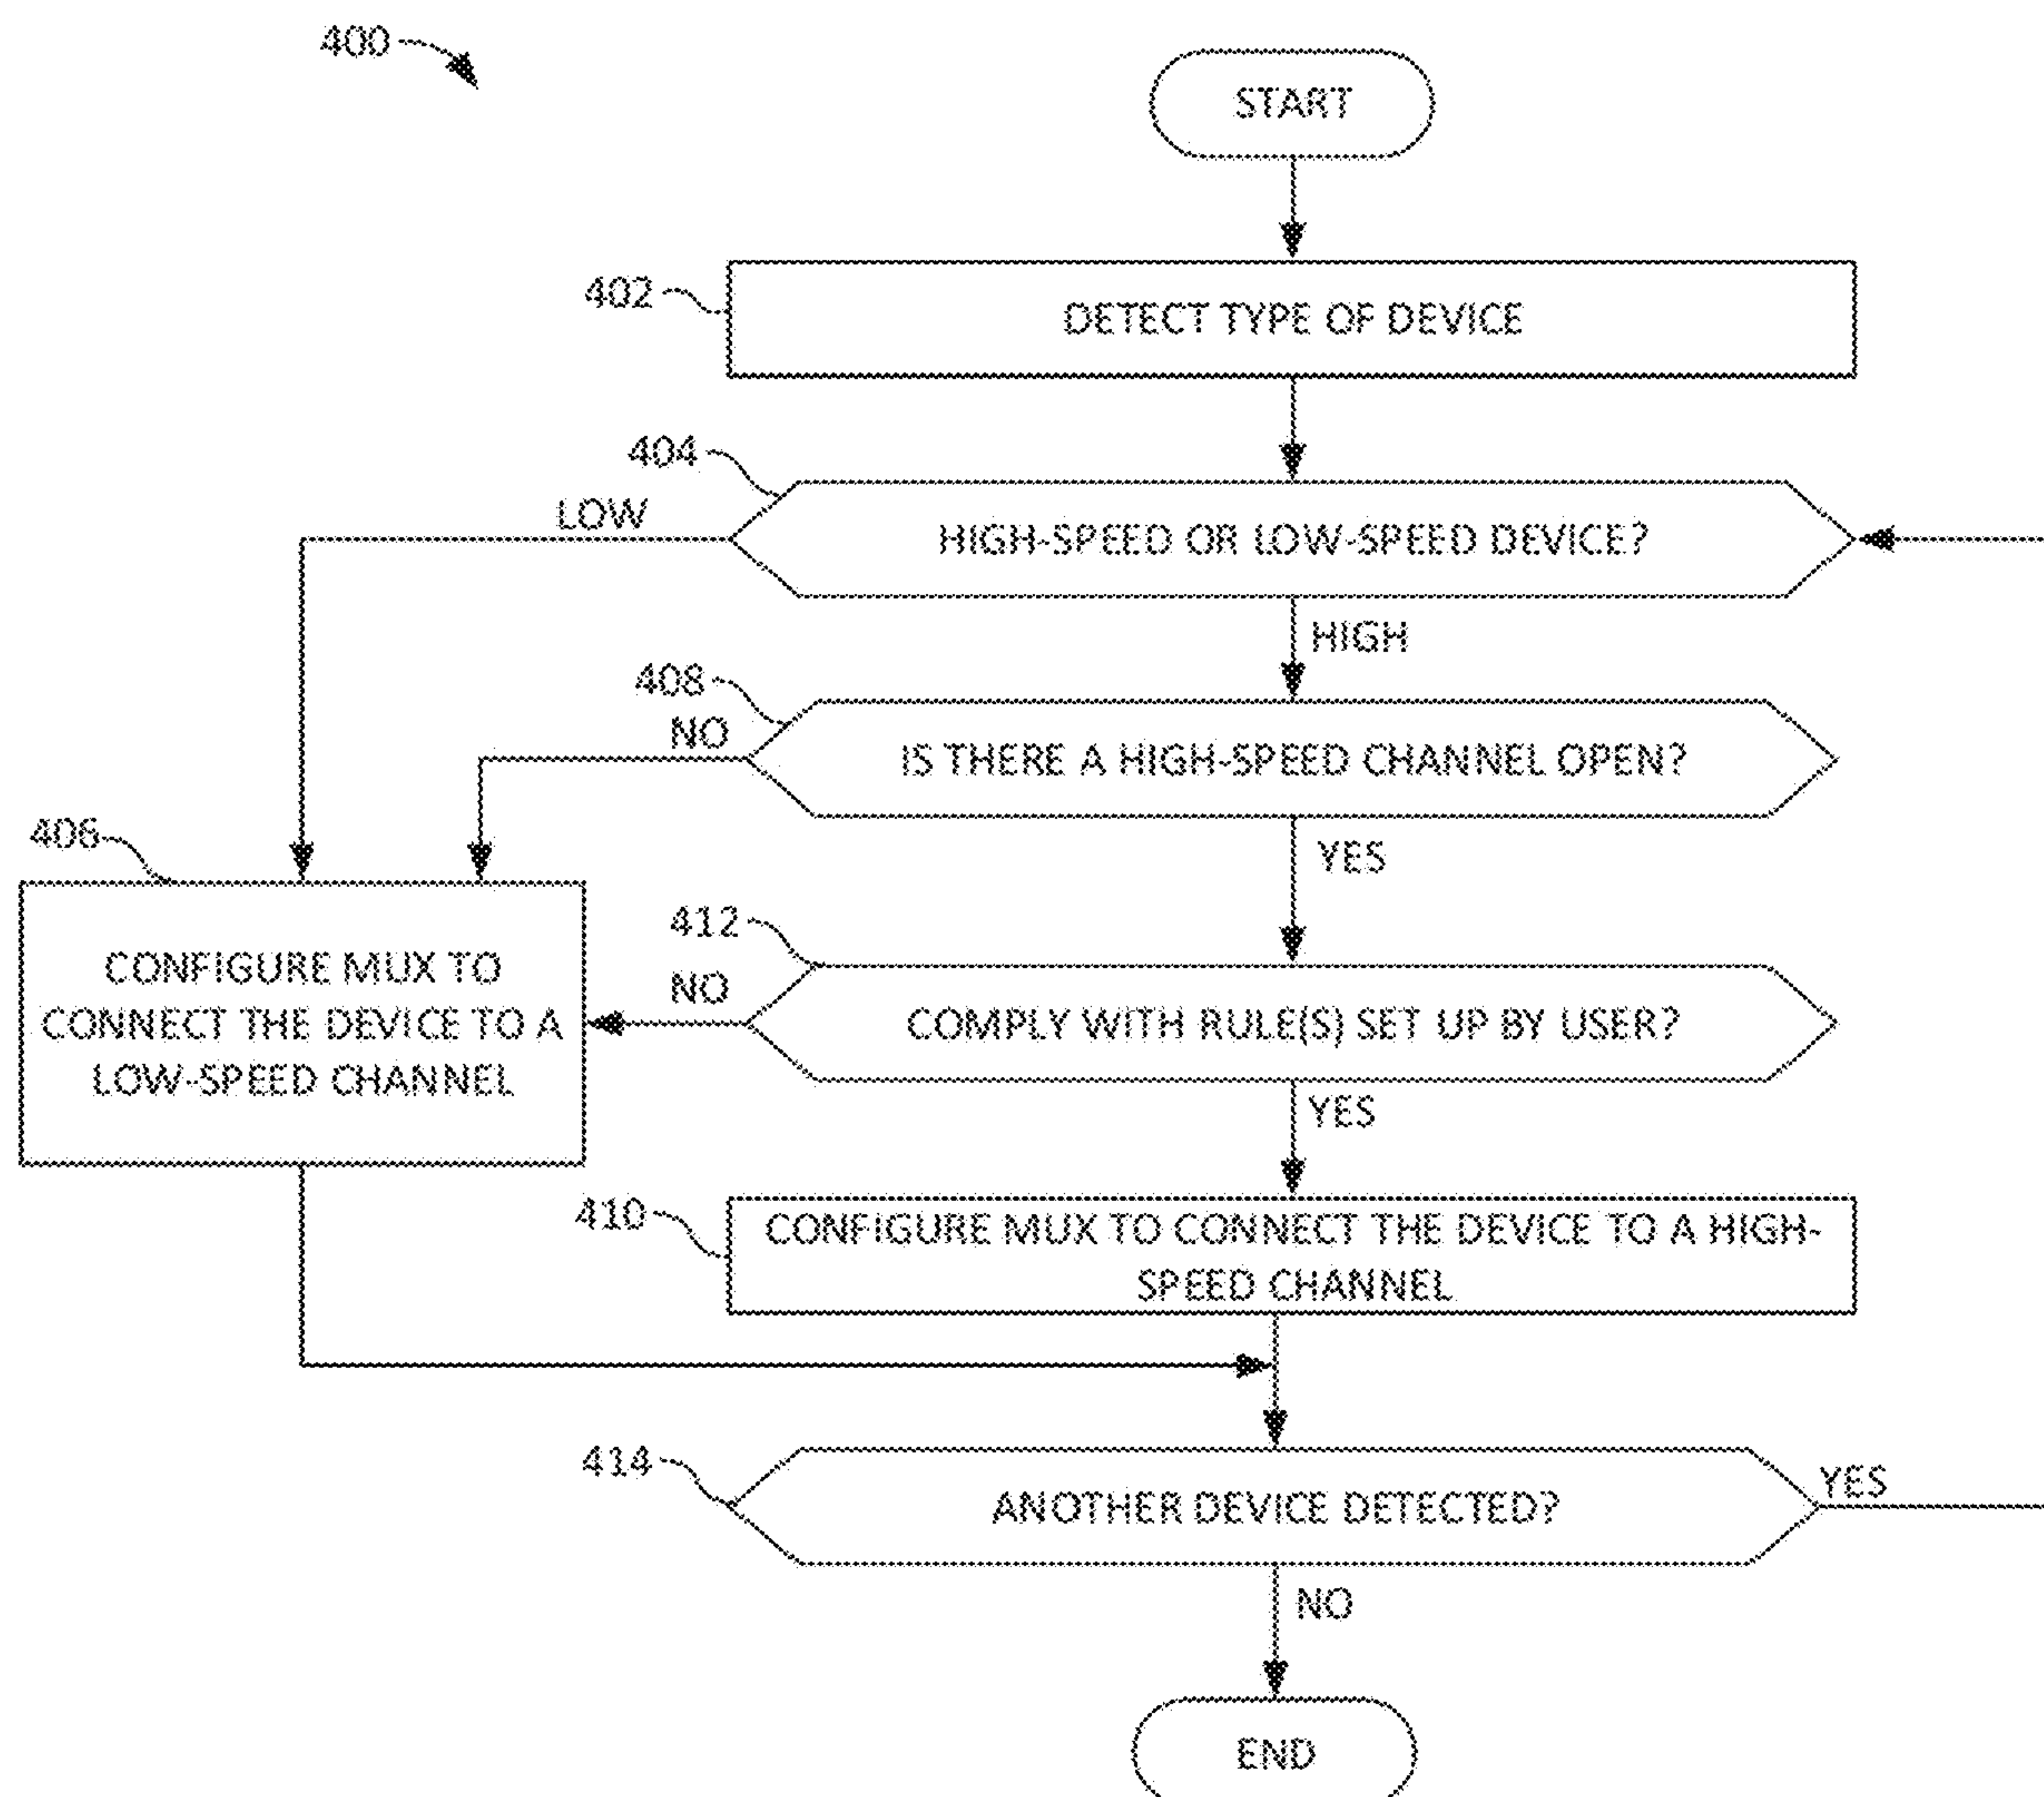 400
START
402
DETECT TYPE OF DEVICE
404
LOW
HIGH-SPEED OR LOW-SPEED DEVICE?
HIGH
408
NO
IS THERE A HIGH-SPEED CHANNEL OPEN?
406
YES
412
CONFIGURE MUX TO
CONNECT THE DEVICE TO A
LOW-SPEED CHANNEL
NO
COMPLY WITH RULE(S) SET UP BY USER?
YES
410
CONFIGURE MUX TO CONNECT THE DEVICE TO A HIGH-
SPEED CHANNEL
414
ANOTHER DEVICE DETECTED?
YES
NO
END